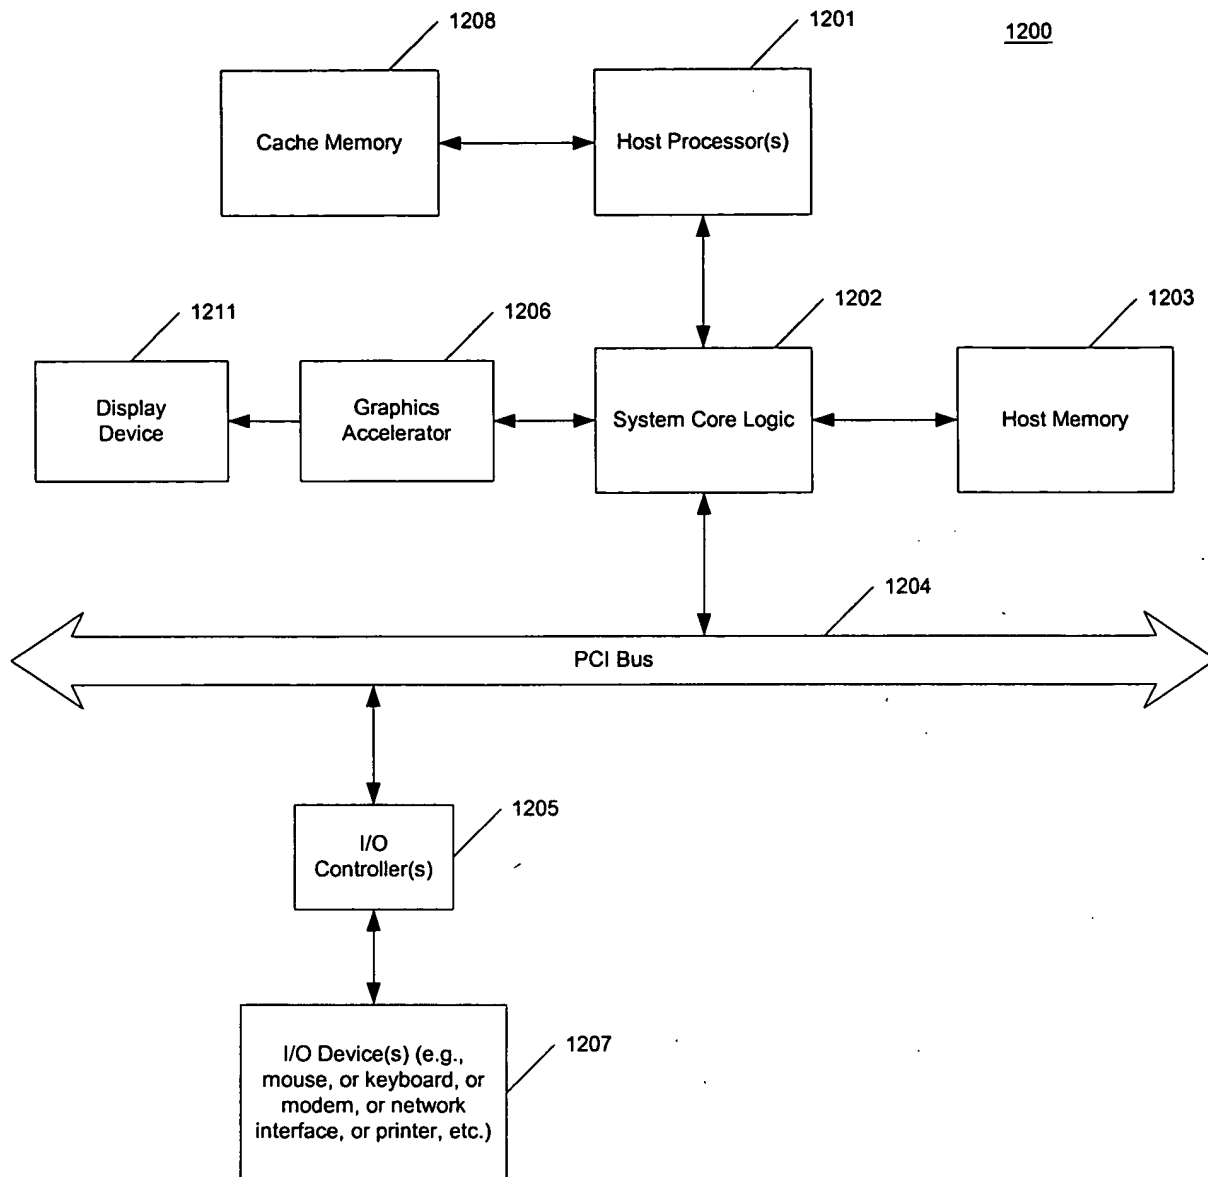 1208
1201
1200
Cache Memory
Host Processor(s)
1211
1206
1202
1203
Display
Device
Graphics
Accelerator
System Core Logic
Host Memory
1204
PCI Bus
1205
I/O
Controller(s)
1207
I/O Device(s) (e.g.,
mouse, or keyboard, or
modem, or network
interface, or printer, etc.)